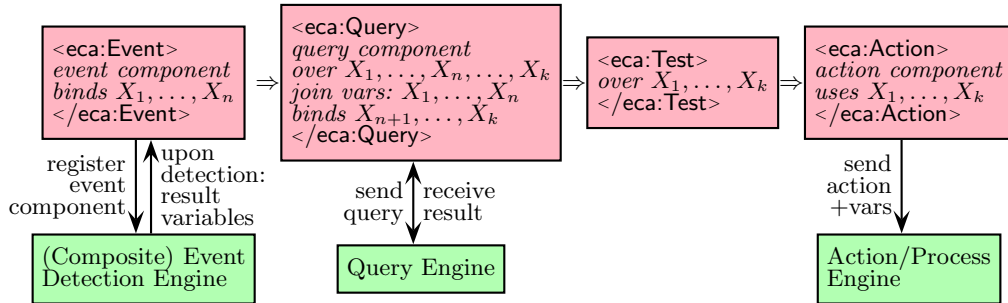 <eca:Event>
event component
binds X₁, . . . , Xₙ
</eca:Event>
⇒
<eca:Query>
query component
over X₁, . . . , Xₙ, . . . , Xₖ
join vars: X₁, . . . , Xₙ
binds Xₙ₊₁, . . . , Xₖ
</eca:Query>
⇒
<eca:Test>
over X₁, . . . , Xₖ
</eca:Test>
⇒
<eca:Action>
action component
uses X₁, . . . , Xₖ
</eca:Action>
register
event
component
upon
detection:
result
variables
send
query
receive
result
send
action
+vars
(Composite) Event
Detection Engine
Query Engine
Action/Process
Engine